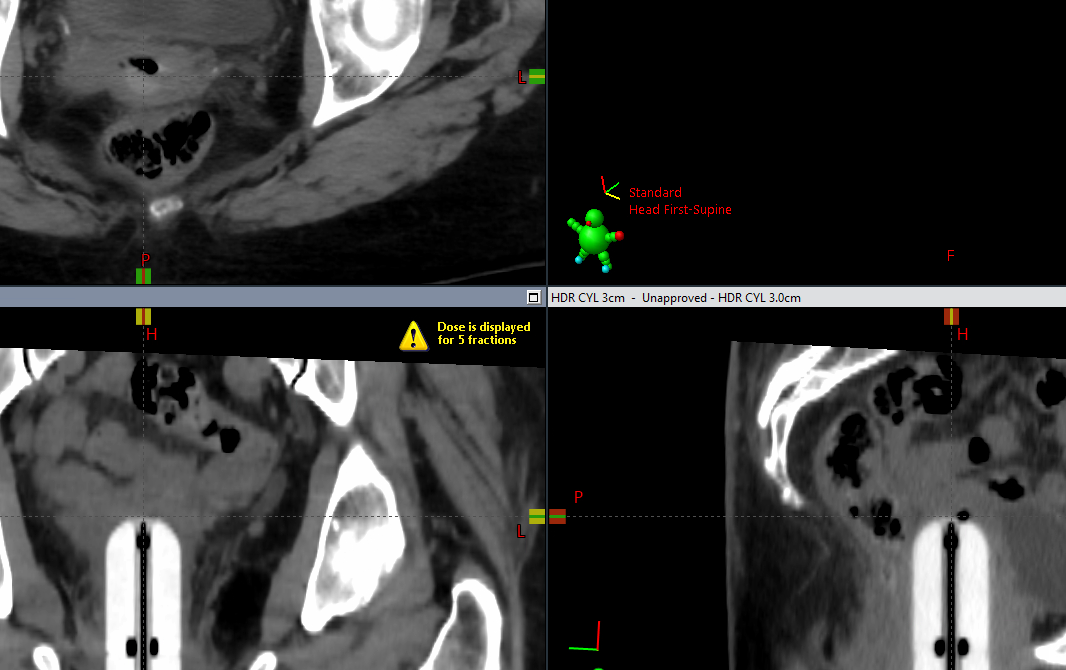 L
P
Standard
Head First-Supine
F
HDR CYL 3cm - Unapproved - HDR CYL 3.0cm
H
Dose is displayed
for 5 fractions
L
H
P